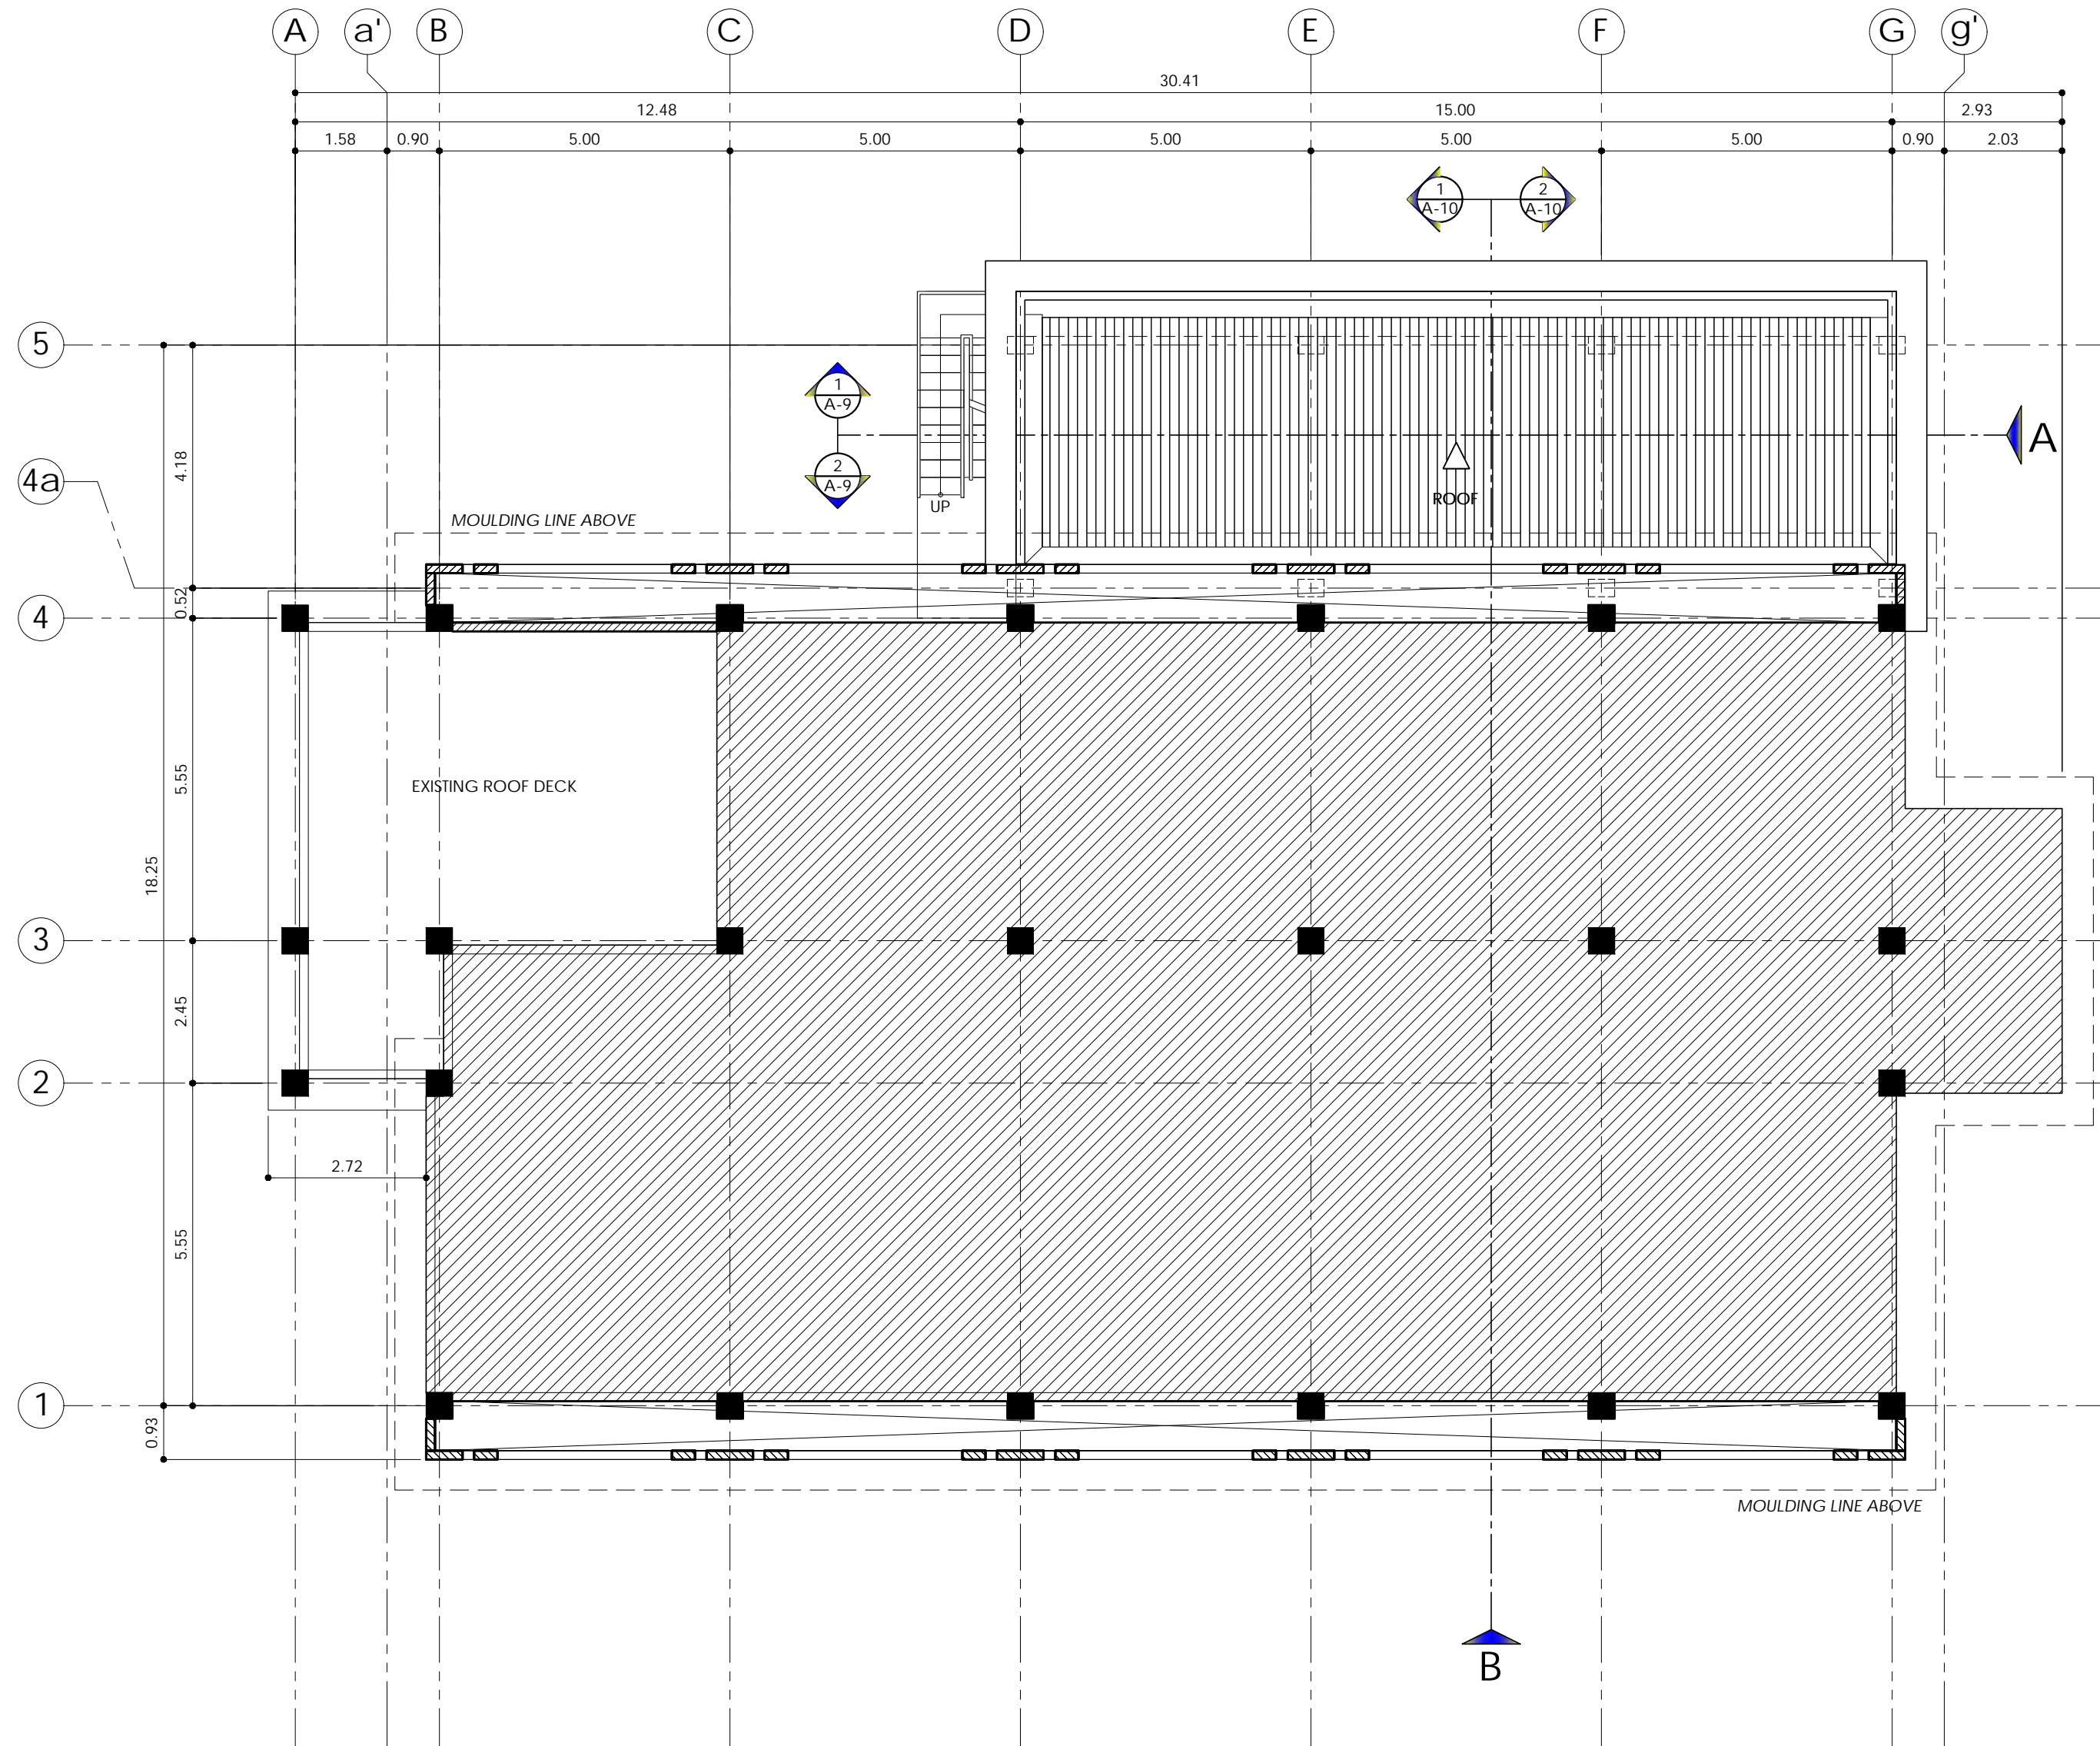 A a' B C D E F G g'
30.41
12.48 15.00 2.93
1.58 0.90 5.00 5.00 5.00 5.00 5.00 0.90 2.03
1 2
A-10 A-10
5
1
A-9
A
4.18
2
A-9
4a
UP
ROOF
MOULDING LINE ABOVE
0.52
4
5.55
EXISTING ROOF DECK
18.25
3
2.45
2
2.72
5.55
1
0.93
MOULDING LINE ABOVE
B